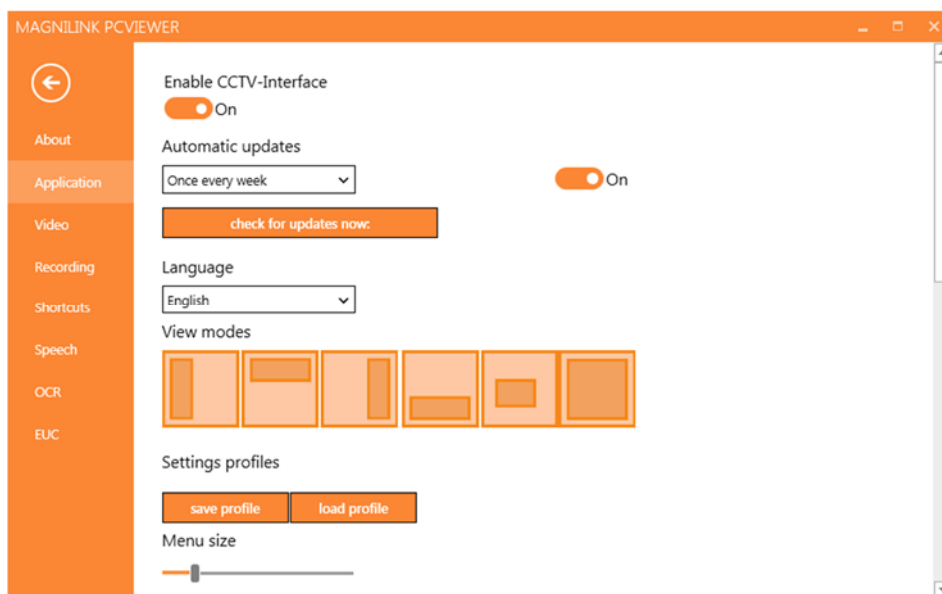 MAGNILINK PCVIEWER
About
Application
Video
Recording
Shortcuts
Speech
OCR
EUC
Enable CCTV-Interface
On
Automatic updates
Once every week
On
check for updates now:
Language
English
View modes
Settings profiles
save profile load profile
Menu size